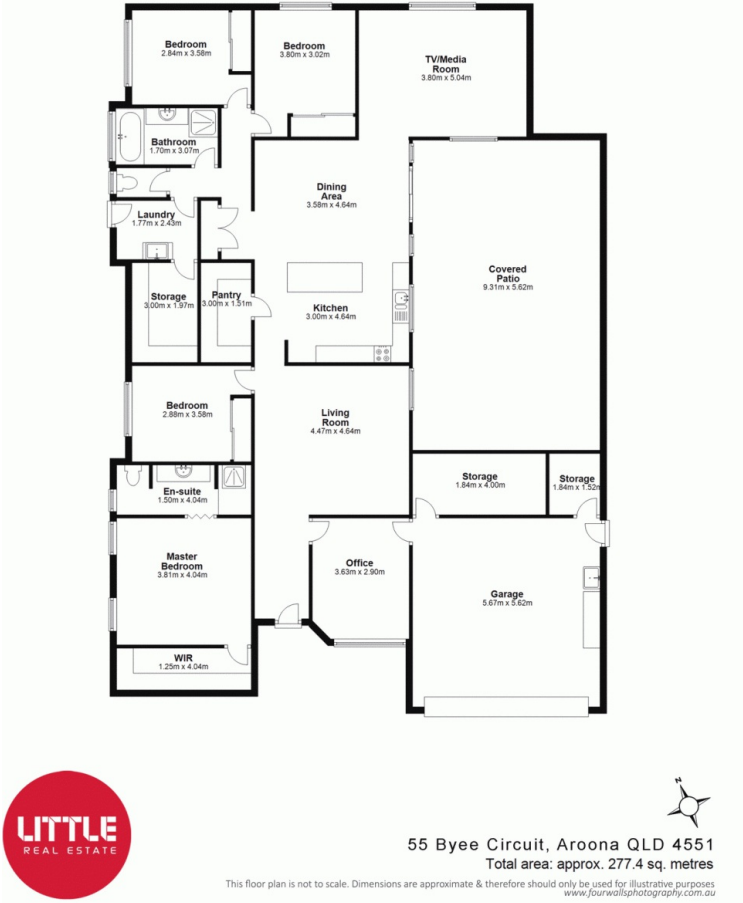 Bedroom
2.84m x 3.58m
Bedroom
3.80m x 3.02m
TV/Media
Room
3.80m x 5.04m
Bathroom
1.70m x 3.07m
Dining
Area
3.58m x 4.64m
Laundry
1.77m x 2.43m
Covered
Patio
9.31m x 5.62m
Storage
3.00m x 1.97m
Pantry
3.00m x 1.51m
Kitchen
3.00m x 4.64m
Bedroom
2.88m x 3.58m
Living
Room
4.47m x 4.64m
En-suite
1.50m x 4.04m
Storage
1.84m x 4.00m
Storage
1.84m x 1.52m
Master
Bedroom
3.81m x 4.04m
Office
3.63m x 2.90m
Garage
5.67m x 5.62m
WIR
1.25m x 4.04m
N
LITTLE
REAL ESTATE
55 Byee Circuit, Aroona QLD 4551
Total area: approx. 277.4 sq. metres
This floor plan is not to scale. Dimensions are approximate & therefore should only be used for illustrative purposes
www.fourwallsphotography.com.au